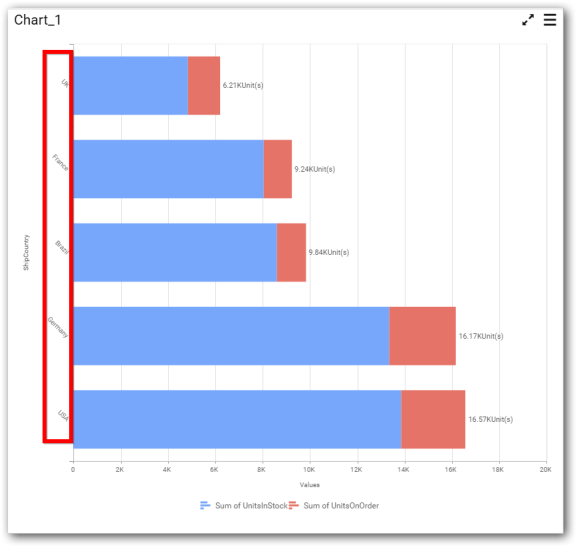 Chart_1
UK
6.21KUnit(s)
France
9.24KUnit(s)
Brazil
9.84KUnit(s)
ShipCountry
Germany
16.17KUnit(s)
USA
16.57KUnit(s)
0 2K 4K 6K 8K 10K 12K 14K 16K 18K 20K
Values
Sum of UnitsInStock Sum of UnitsOnOrder